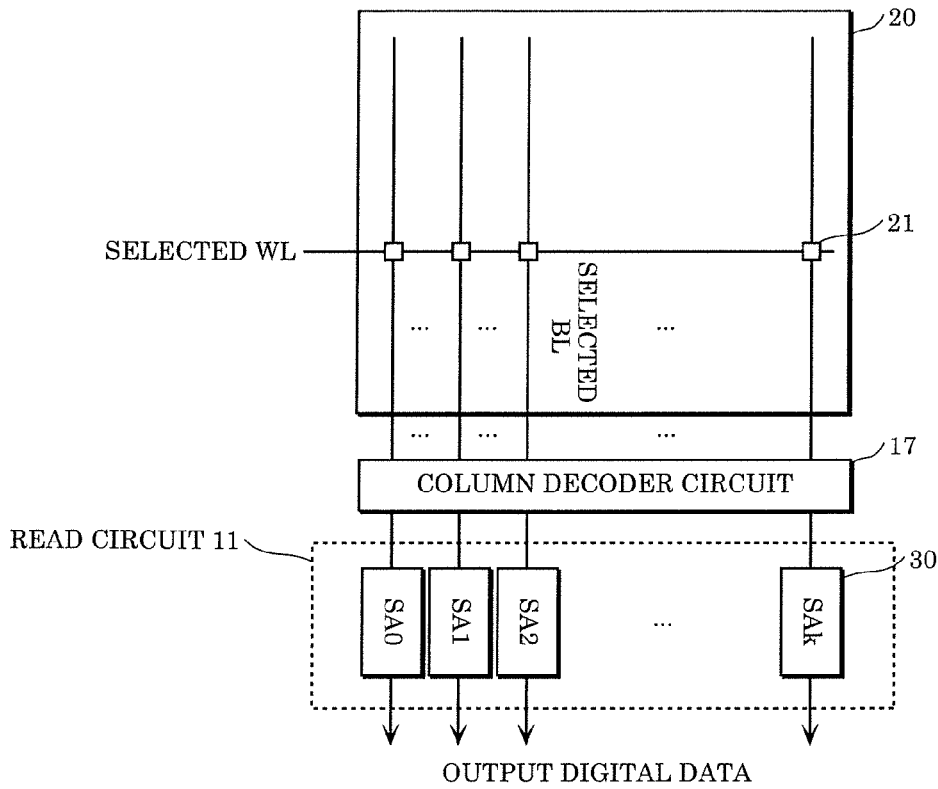 20
SELECTED WL
21
SELECTED
BL
...
...
...
...
...
...
17
COLUMN DECODER CIRCUIT
READ CIRCUIT 11
30
SA0
SA1
SA2
...
SAk
OUTPUT DIGITAL DATA